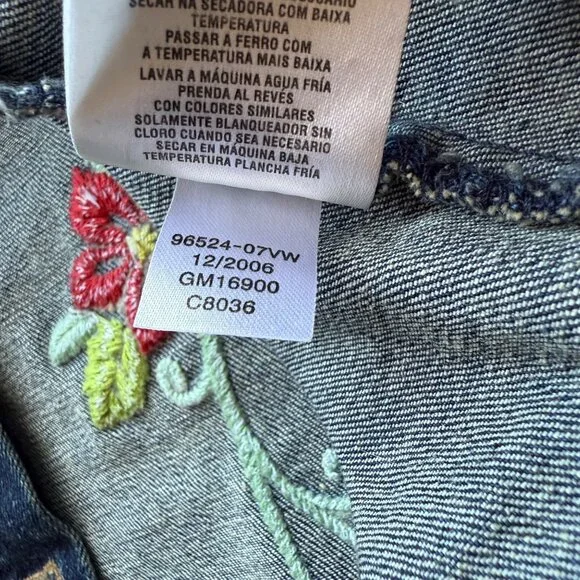 SECAR NA SECADORA COM BAIXA
TEMPERATURA
PASSAR A FERRO COM
A TEMPERATURA MAIS BAIXA
LAVAR A MÁQUINA AGUA FRÍA
PRENDA AL REVÉS
CON COLORES SIMILARES
SOLAMENTE BLANQUEADOR SIN
CLORO CUANDO SEA NECESARIO
SECAR EN MÁQUINA BAJA
TEMPERATURA PLANCHA FRÍA
96524-07VW
12/2006
GM16900
C8036